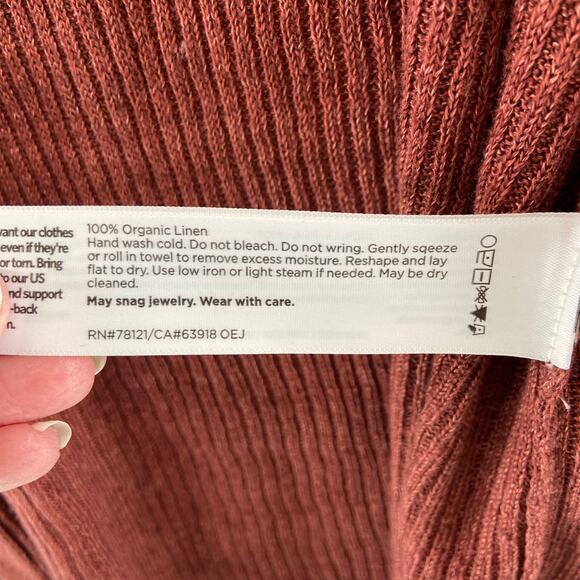 vant our clothes
even if they're
or torn. Bring
to our US
nd support
-back
n.
100% Organic Linen
Hand wash cold. Do not bleach. Do not wring. Gently sqeeze
or roll in towel to remove excess moisture. Reshape and lay
flat to dry. Use low iron or light steam if needed. May be dry
cleaned.
May snag jewelry. Wear with care.
RN#78121/CA#63918 OEJ